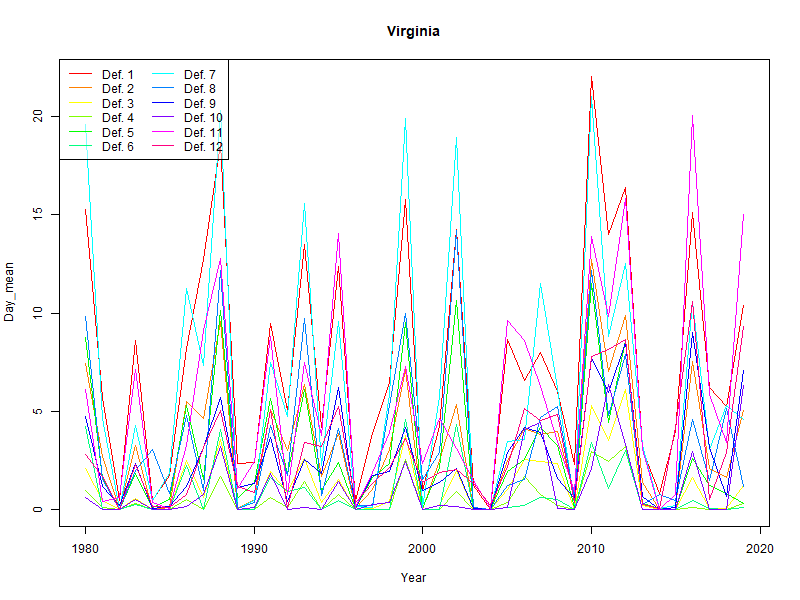 Virginia
Def. 1
Def. 2
Def. 3
Def. 4
Def. 5
Def. 6
Def. 7
Def. 8
Def. 9
Def. 10
Def. 11
Def. 12
Day_mean
20
15
10
5
0
1980
1990
2000
2010
2020
Year